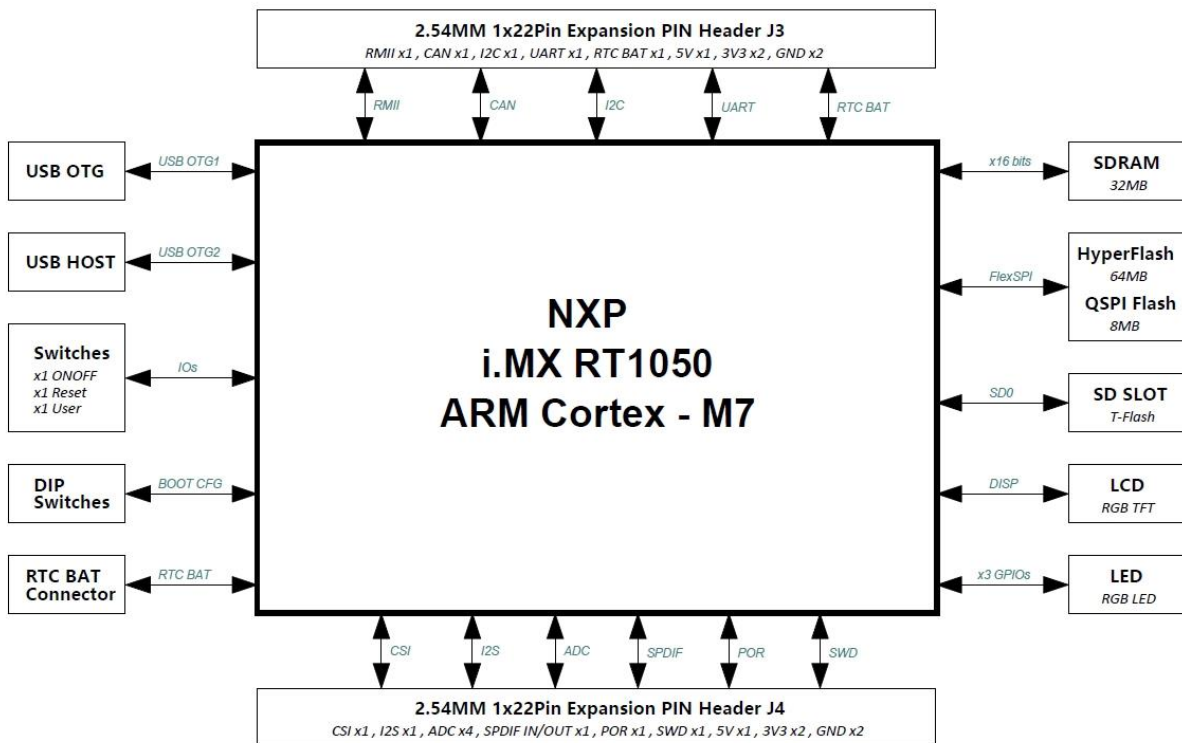 2.54MM 1x22Pin Expansion PIN Header J3
RMII x1 , CAN x1 , I2C x1 , UART x1 , RTC BAT x1 , 5V x1 , 3V3 x2 , GND x2
RMII
CAN
I2C
UART
RTC BAT
USB OTG
USB OTG1
USB HOST
USB OTG2
Switches
x1 ONOFF
x1 Reset
x1 User
IOs
DIP
Switches
BOOT CFG
RTC BAT
Connector
RTC BAT
NXP
i.MX RT1050
ARM Cortex - M7
x16 bits
SDRAM
32MB
FlexSPI
HyperFlash
64MB
QSPI Flash
8MB
SD0
SD SLOT
T-Flash
DISP
LCD
RGB TFT
x3 GPIOs
LED
RGB LED
CSI
I2S
ADC
SPDIF
POR
SWD
2.54MM 1x22Pin Expansion PIN Header J4
CSI x1 , I2S x1 , ADC x4 , SPDIF IN/OUT x1 , POR x1 , SWD x1 , 5V x1 , 3V3 x2 , GND x2